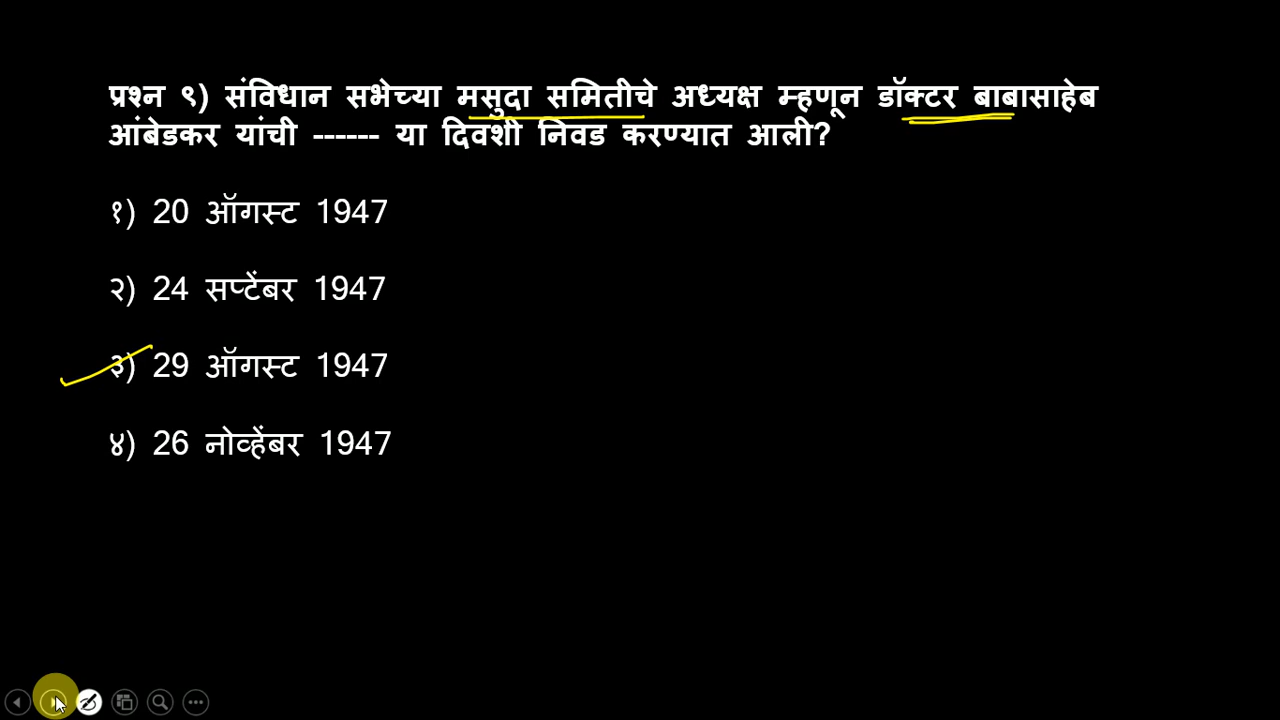 प्रश्न ९) संविधान सभेच्या मसुदा समितीचे अध्यक्ष म्हणून डॉक्टर बाबासाहेब
आंबेडकर यांची ------ या दिवशी निवड करण्यात आली?
१) 20 ऑगस्ट 1947
२) 24 सप्टेंबर 1947
३) 29 ऑगस्ट 1947
४) 26 नोव्हेंबर 1947